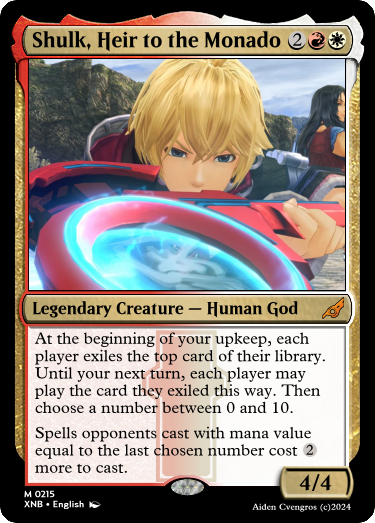 Shulk, Heir to the Monado 2
Legendary Creature — Human God
At the beginning of your upkeep, each
player exiles the top card of their library.
Until your next turn, each player may
play the card they exiled this way. Then
choose a number between 0 and 10.
Spells opponents cast with mana value
equal to the last chosen number cost 2
more to cast.
4/4
M 0215
XNB • English
Aiden Cvengros (c)2024